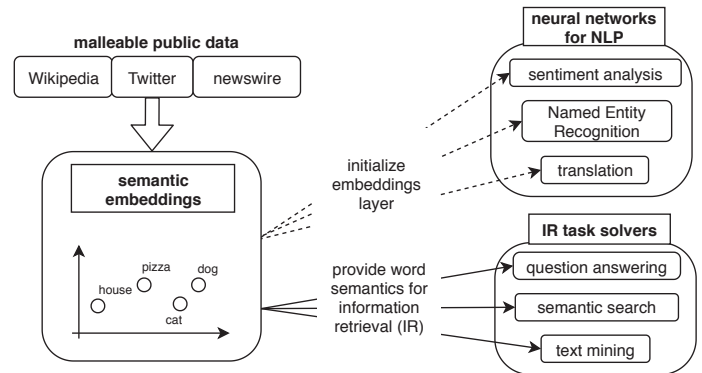 malleable public data
Wikipedia
Twitter
newswire
semantic
embeddings
house
pizza
dog
cat
initialize
embeddings
layer
provide word
semantics for
information
retrieval (IR)
neural networks
for NLP
sentiment analysis
Named Entity
Recognition
translation
IR task solvers
question answering
semantic search
text mining